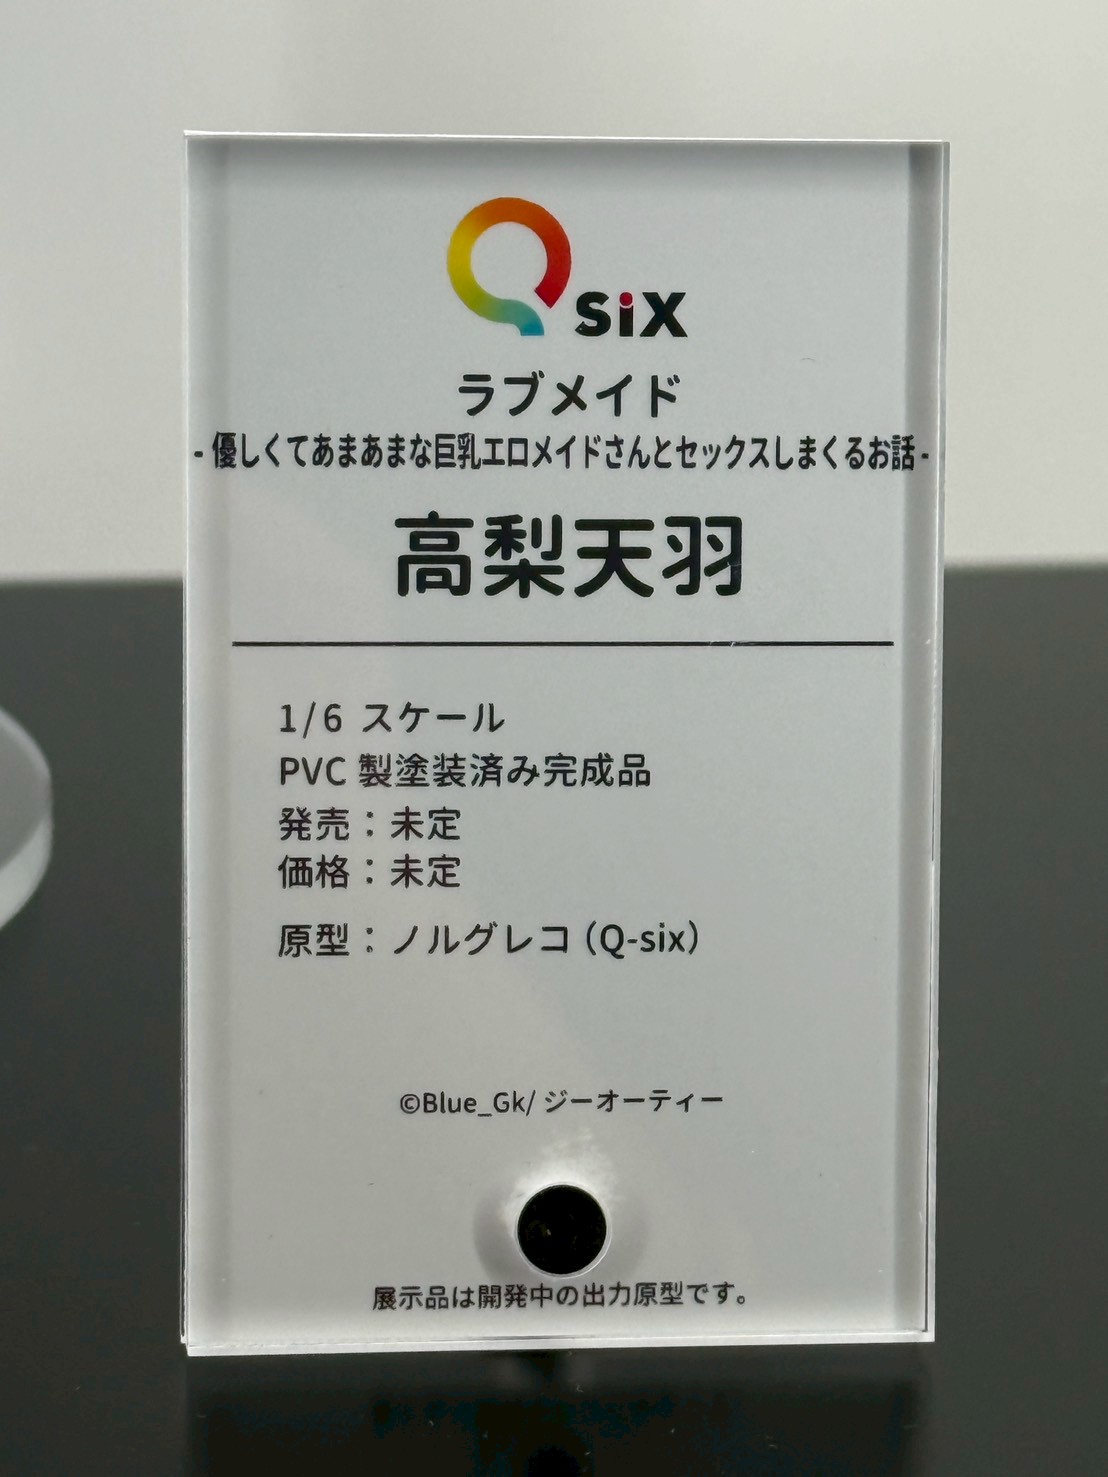 Q six
ラブメイド
- 優しくてあまあまな巨乳エロメイドさんとセックスしまくるお話 -
高梨天羽
1/6 スケール
PVC 製塗装済み完成品
発売：未定
価格：未定
原型：ノルグレコ（Q-six）
©Blue_Gk/ ジーオーティー
展示品は開発中の出力原型です。